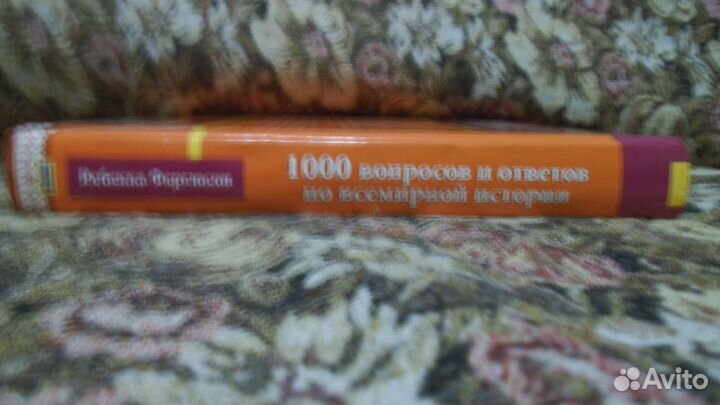 Ребекка Фергюсон
1000 вопросов и ответов
по всемирной истории
Avito